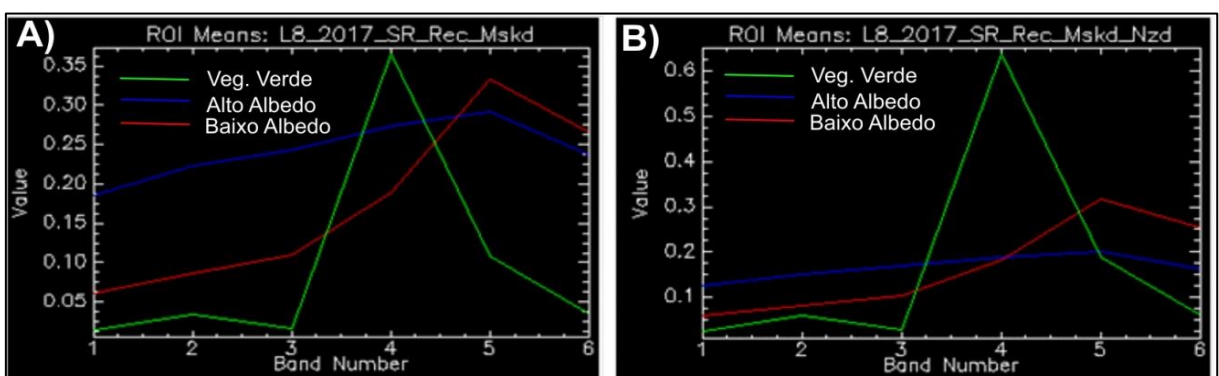 A)
ROI Means: L8_2017_SR_Rec_Mskd
Value
0.35
0.30
0.25
0.20
0.15
0.10
0.05
Veg. Verde
Alto Albedo
Baixo Albedo
1 2 3 4 5 6
Band Number
B)
ROI Means: L8_2017_SR_Rec_Mskd_Nzd
Value
0.6
0.5
0.4
0.3
0.2
0.1
Veg. Verde
Alto Albedo
Baixo Albedo
1 2 3 4 5 6
Band Number